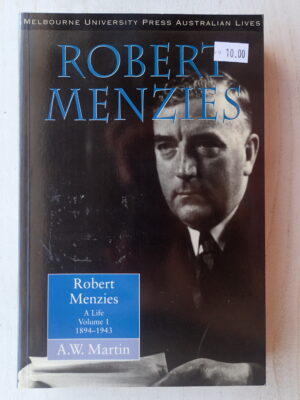 MELBOURNE UNIVERSITY PRESS AUSTRALIAN LIVES
ROBERT
MENZIES
10.00
Robert
Menzies
A Life
Volume 1
1894–1943
A.W. Martin